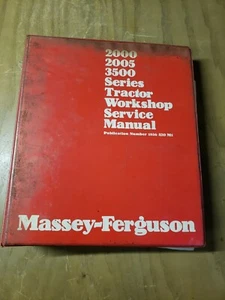 2000
2005
3500
Series
Tractor
Workshop
Service
Manual
Publication Number
Massey-Ferguson